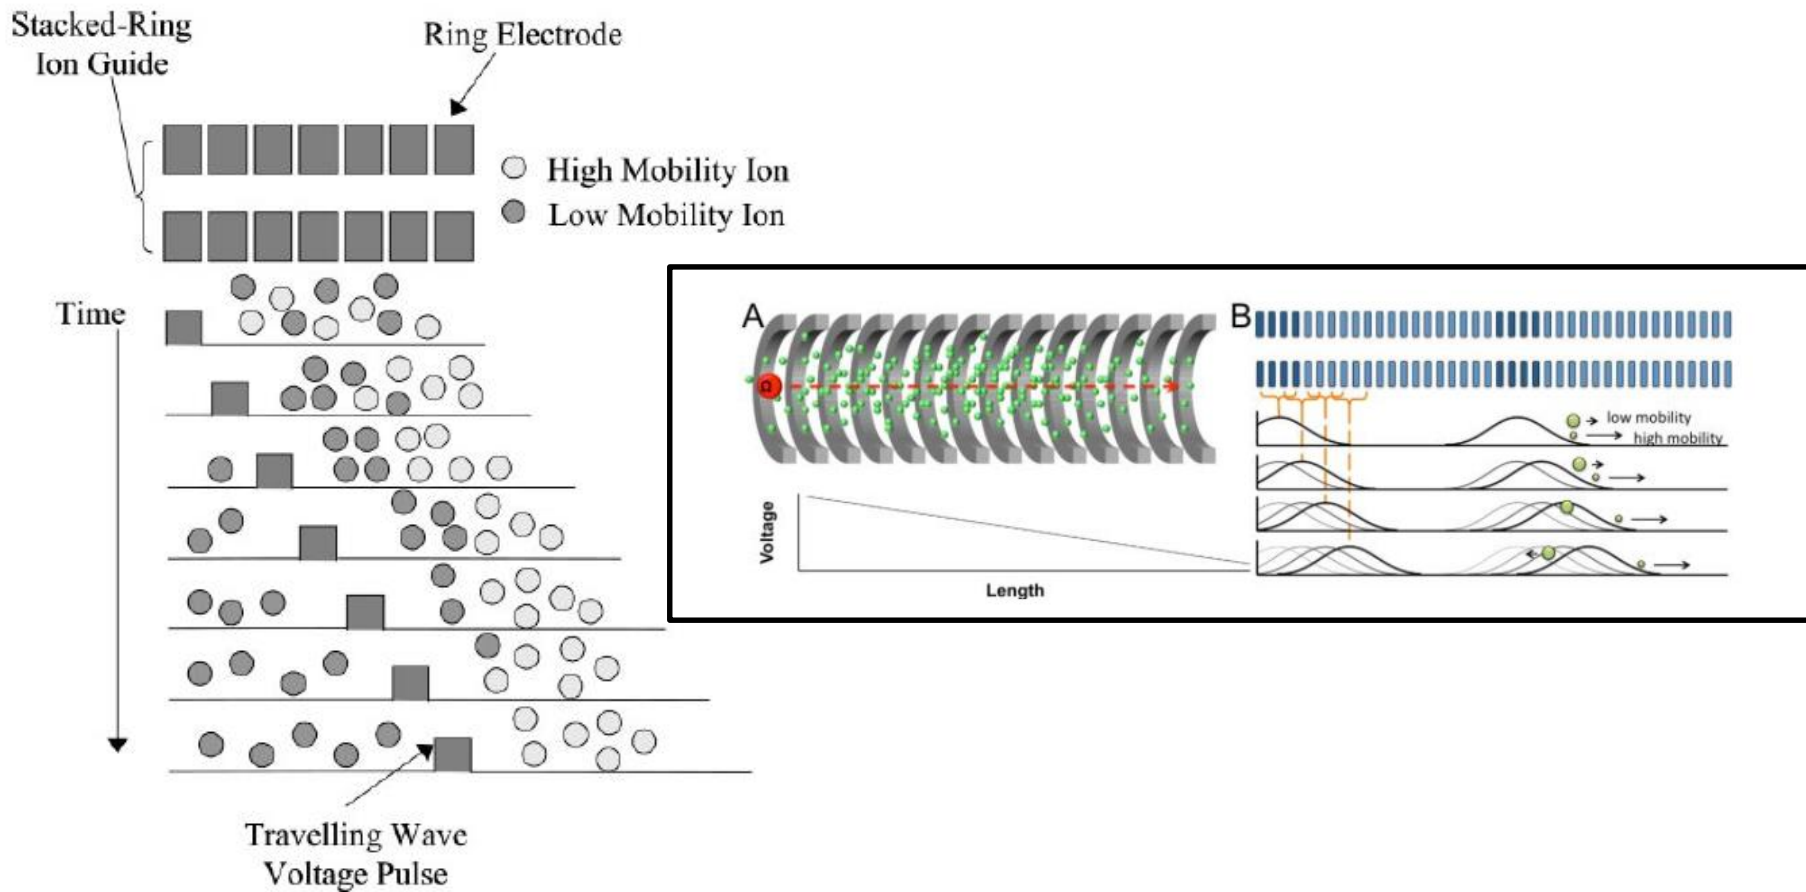 Stacked-Ring
Ion Guide
Ring Electrode
High Mobility Ion
Low Mobility Ion
Time
Travelling Wave
Voltage Pulse
A
Ω
Voltage
Length
B
low mobility
high mobility